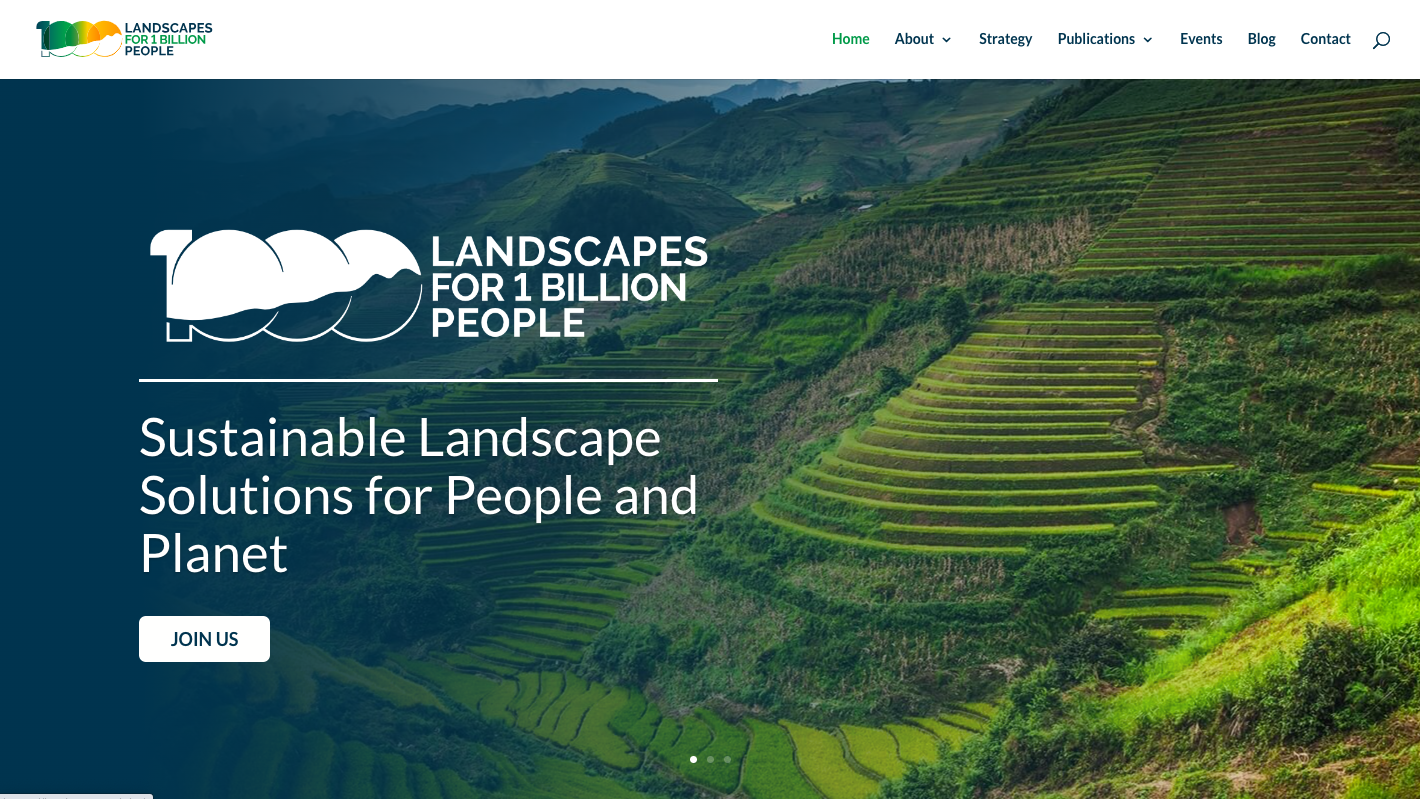 1000 LANDSCAPES
FOR 1 BILLION
PEOPLE
Home About Strategy Publications Events Blog Contact
1000 LANDSCAPES
FOR 1 BILLION
PEOPLE
Sustainable Landscape
Solutions for People and
Planet
JOIN US